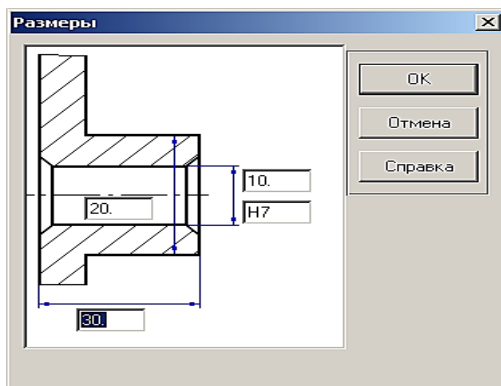 Размеры
OK
Отмена
Справка
10.
20.
H7
30.